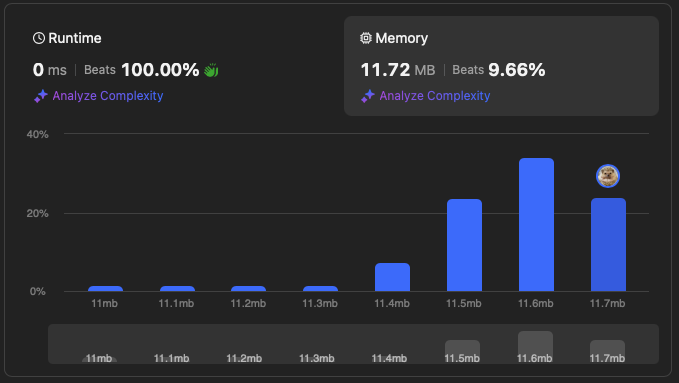 Runtime
0 ms | Beats 100.00%
Analyze Complexity
Memory
11.72 MB | Beats 9.66%
Analyze Complexity
40%
20%
0%
11mb 11.1mb 11.2mb 11.3mb 11.4mb 11.5mb 11.6mb 11.7mb
11mb 11.1mb 11.2mb 11.3mb 11.4mb 11.5mb 11.6mb 11.7mb